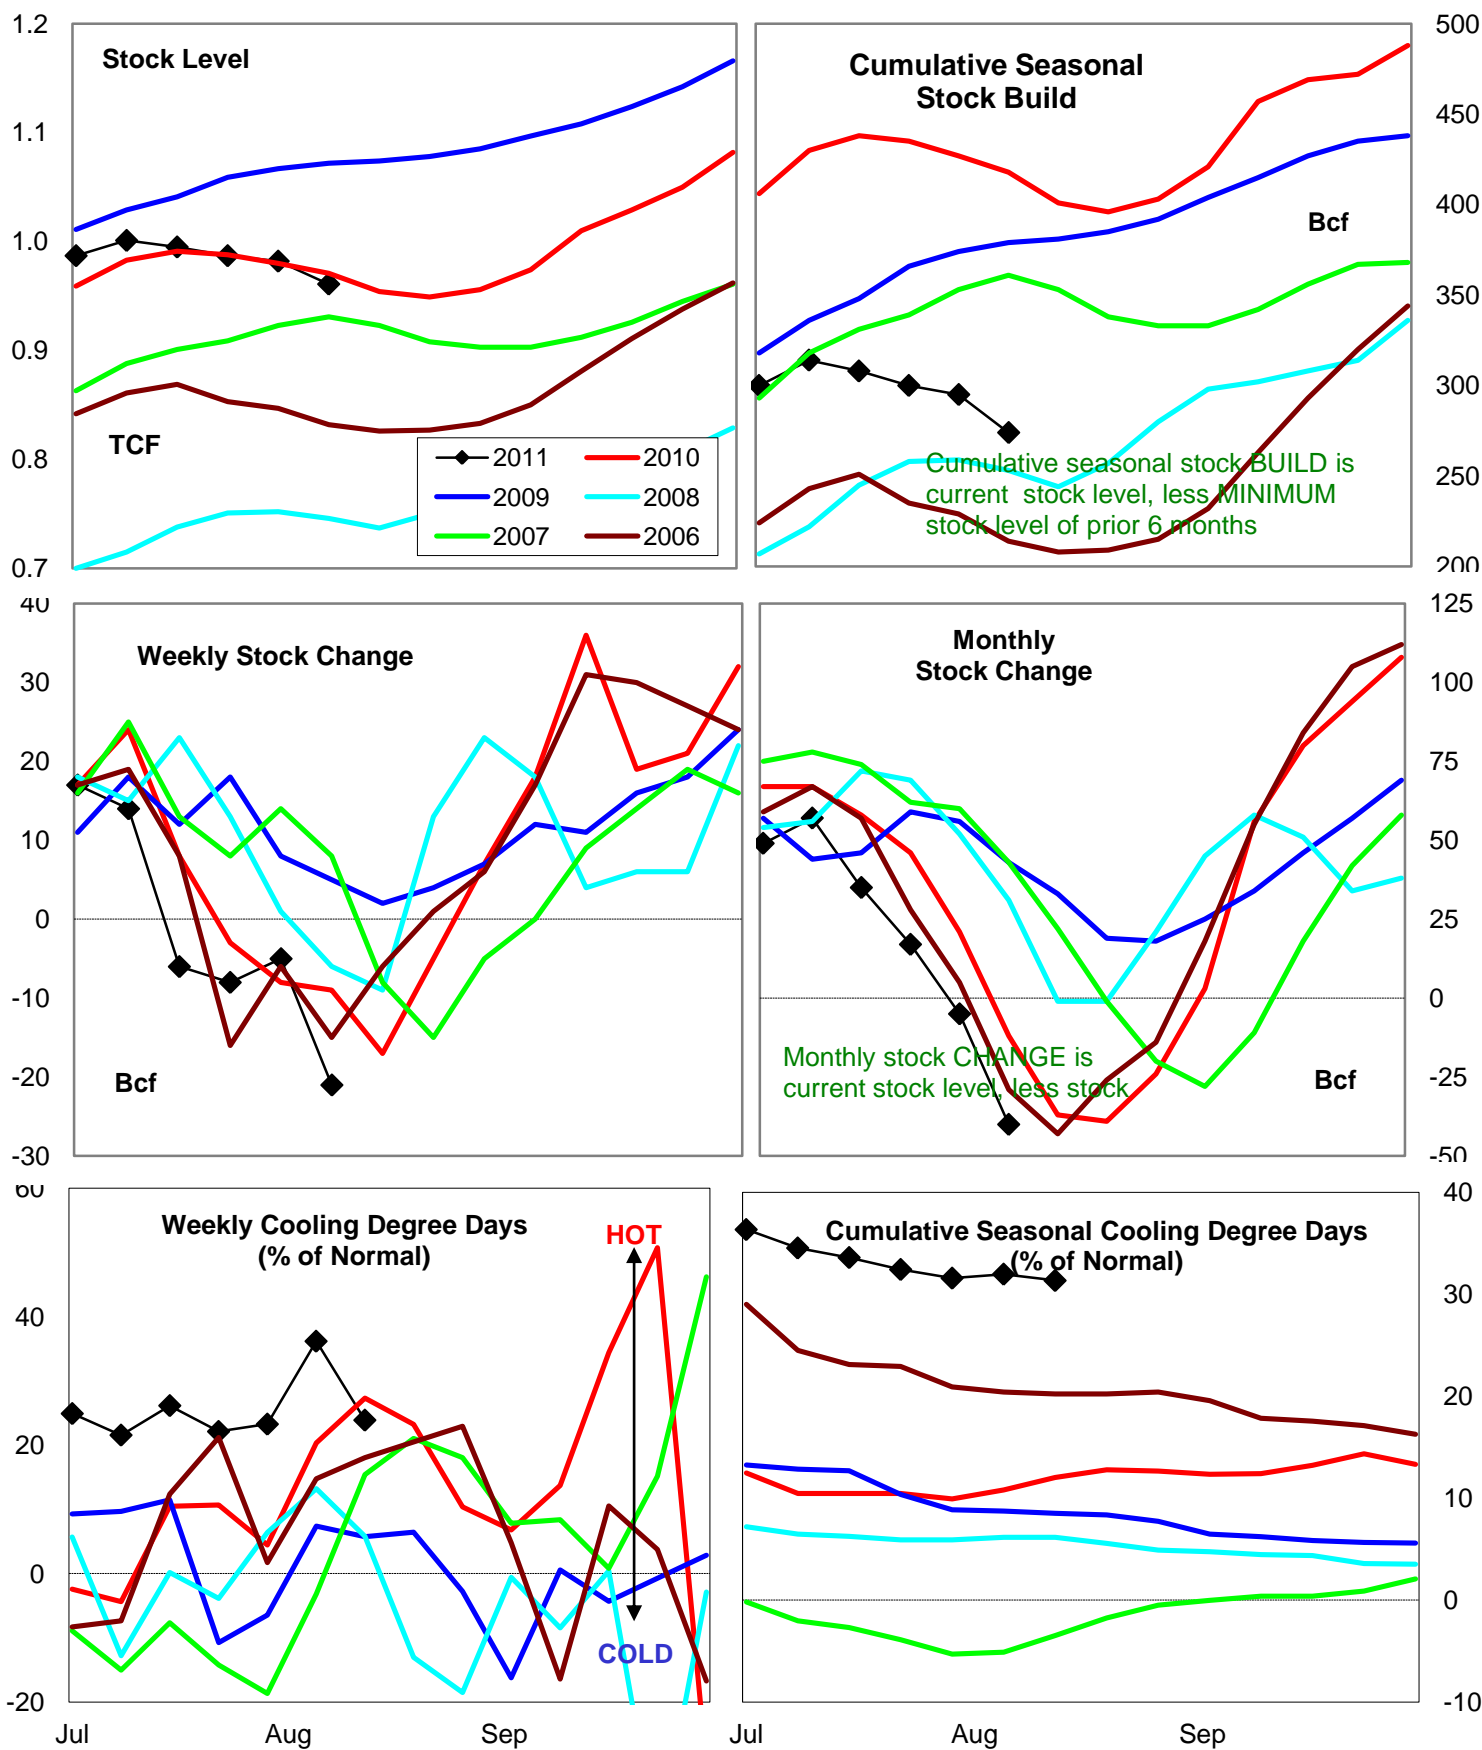 1.2
1.1
1.0
0.9
0.8
0.7
Stock Level
TCF
2011
2010
2009
2008
2007
2006
Cumulative Seasonal
Stock Build
Bcf
Cumulative seasonal stock BUILD is
current stock level, less MINIMUM
stock level of prior 6 months
500
450
400
350
300
250
200
40
30
20
10
0
-10
-20
-30
Weekly Stock Change
Bcf
Monthly
Stock Change
Monthly stock CHANGE is
current stock level, less stock
Bcf
125
100
75
50
25
0
-25
-50
60
40
20
0
-20
Weekly Cooling Degree Days
(% of Normal)
HOT
COLD
Jul
Aug
Sep
Cumulative Seasonal Cooling Degree Days
(% of Normal)
40
30
20
10
0
-10
Jul
Aug
Sep